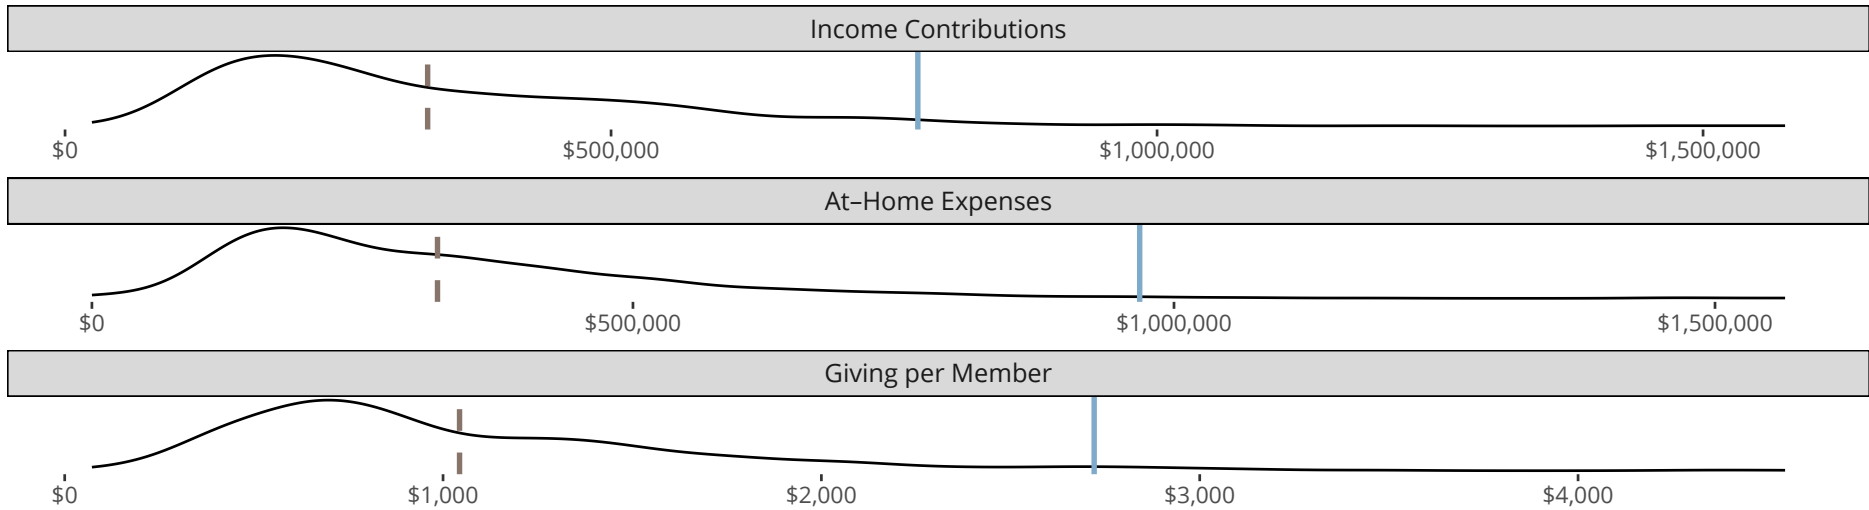 Income Contributions
$0 $500,000 $1,000,000 $1,500,000
At–Home Expenses
$0 $500,000 $1,000,000 $1,500,000
Giving per Member
$0 $1,000 $2,000 $3,000 $4,000